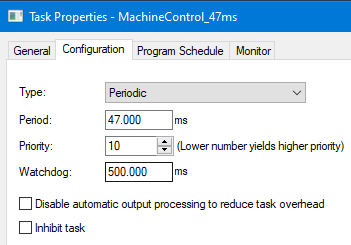 Task Properties - MachineControl_47ms
General Configuration Program Schedule Monitor
Type: Periodic
Period: 47.000 ms
Priority: 10 (Lower number yields higher priority)
Watchdog: 500.000 ms
Disable automatic output processing to reduce task overhead
Inhibit task